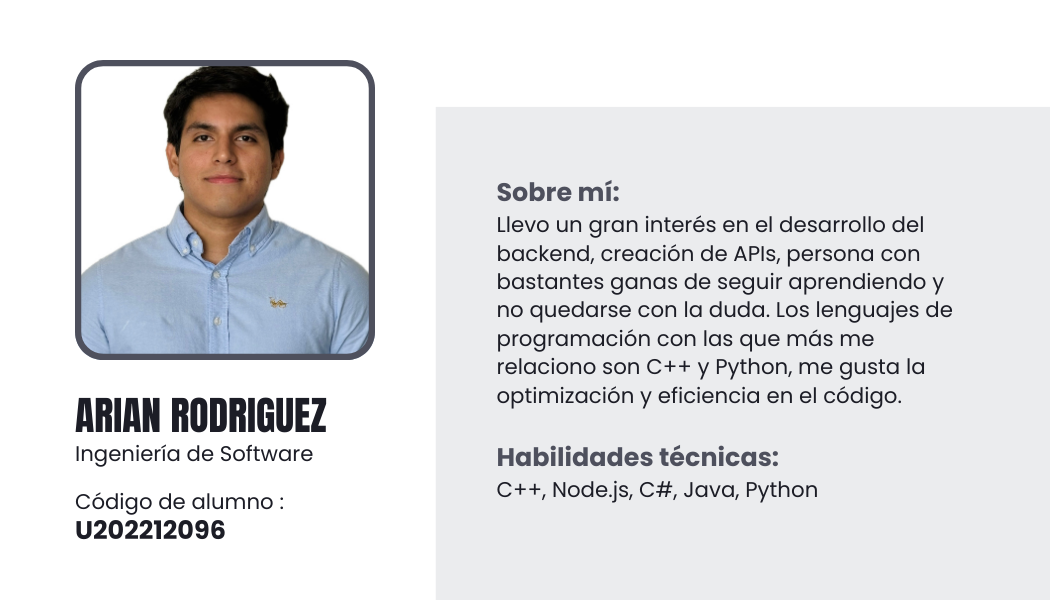 ARIAN RODRIGUEZ
Ingeniería de Software
Código de alumno :
U202212096
Sobre mí:
Llevo un gran interés en el desarrollo del
backend, creación de APIs, persona con
bastantes ganas de seguir aprendiendo y
no quedarse con la duda. Los lenguajes de
programación con las que más me
relaciono son C++ y Python, me gusta la
optimización y eficiencia en el código.
Habilidades técnicas:
C++, Node.js, C#, Java, Python